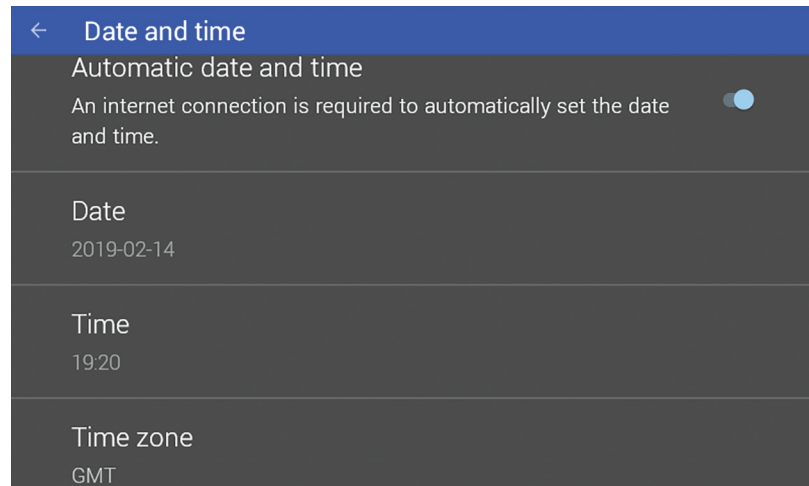 Date and time
Automatic date and time
An internet connection is required to automatically set the date
and time.
Date
2019-02-14
Time
19:20
Time zone
GMT